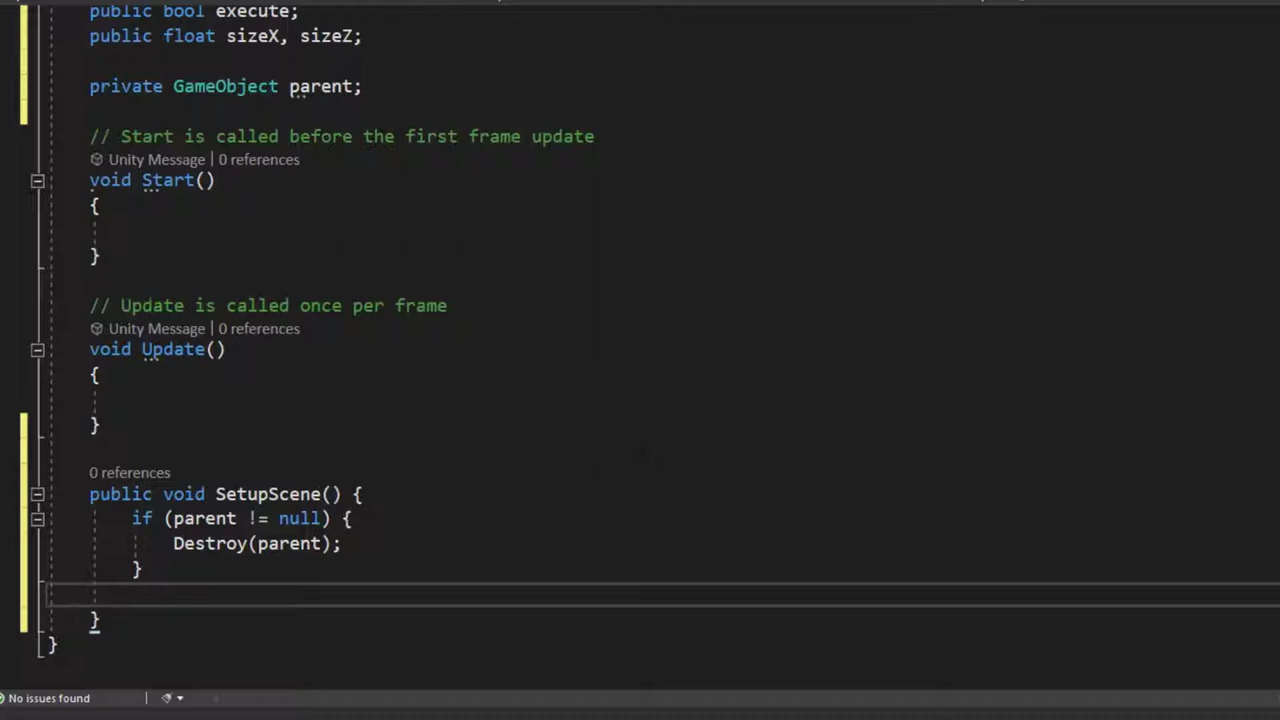 public bool execute;
public float sizeX, sizeZ;
private GameObject parent;
// Start is called before the first frame update
Unity Message | 0 references
void Start()
{
}
// Update is called once per frame
Unity Message | 0 references
void Update()
{
}
0 references
public void SetupScene() {
if (parent != null) {
Destroy(parent);
}
}
}
No issues found